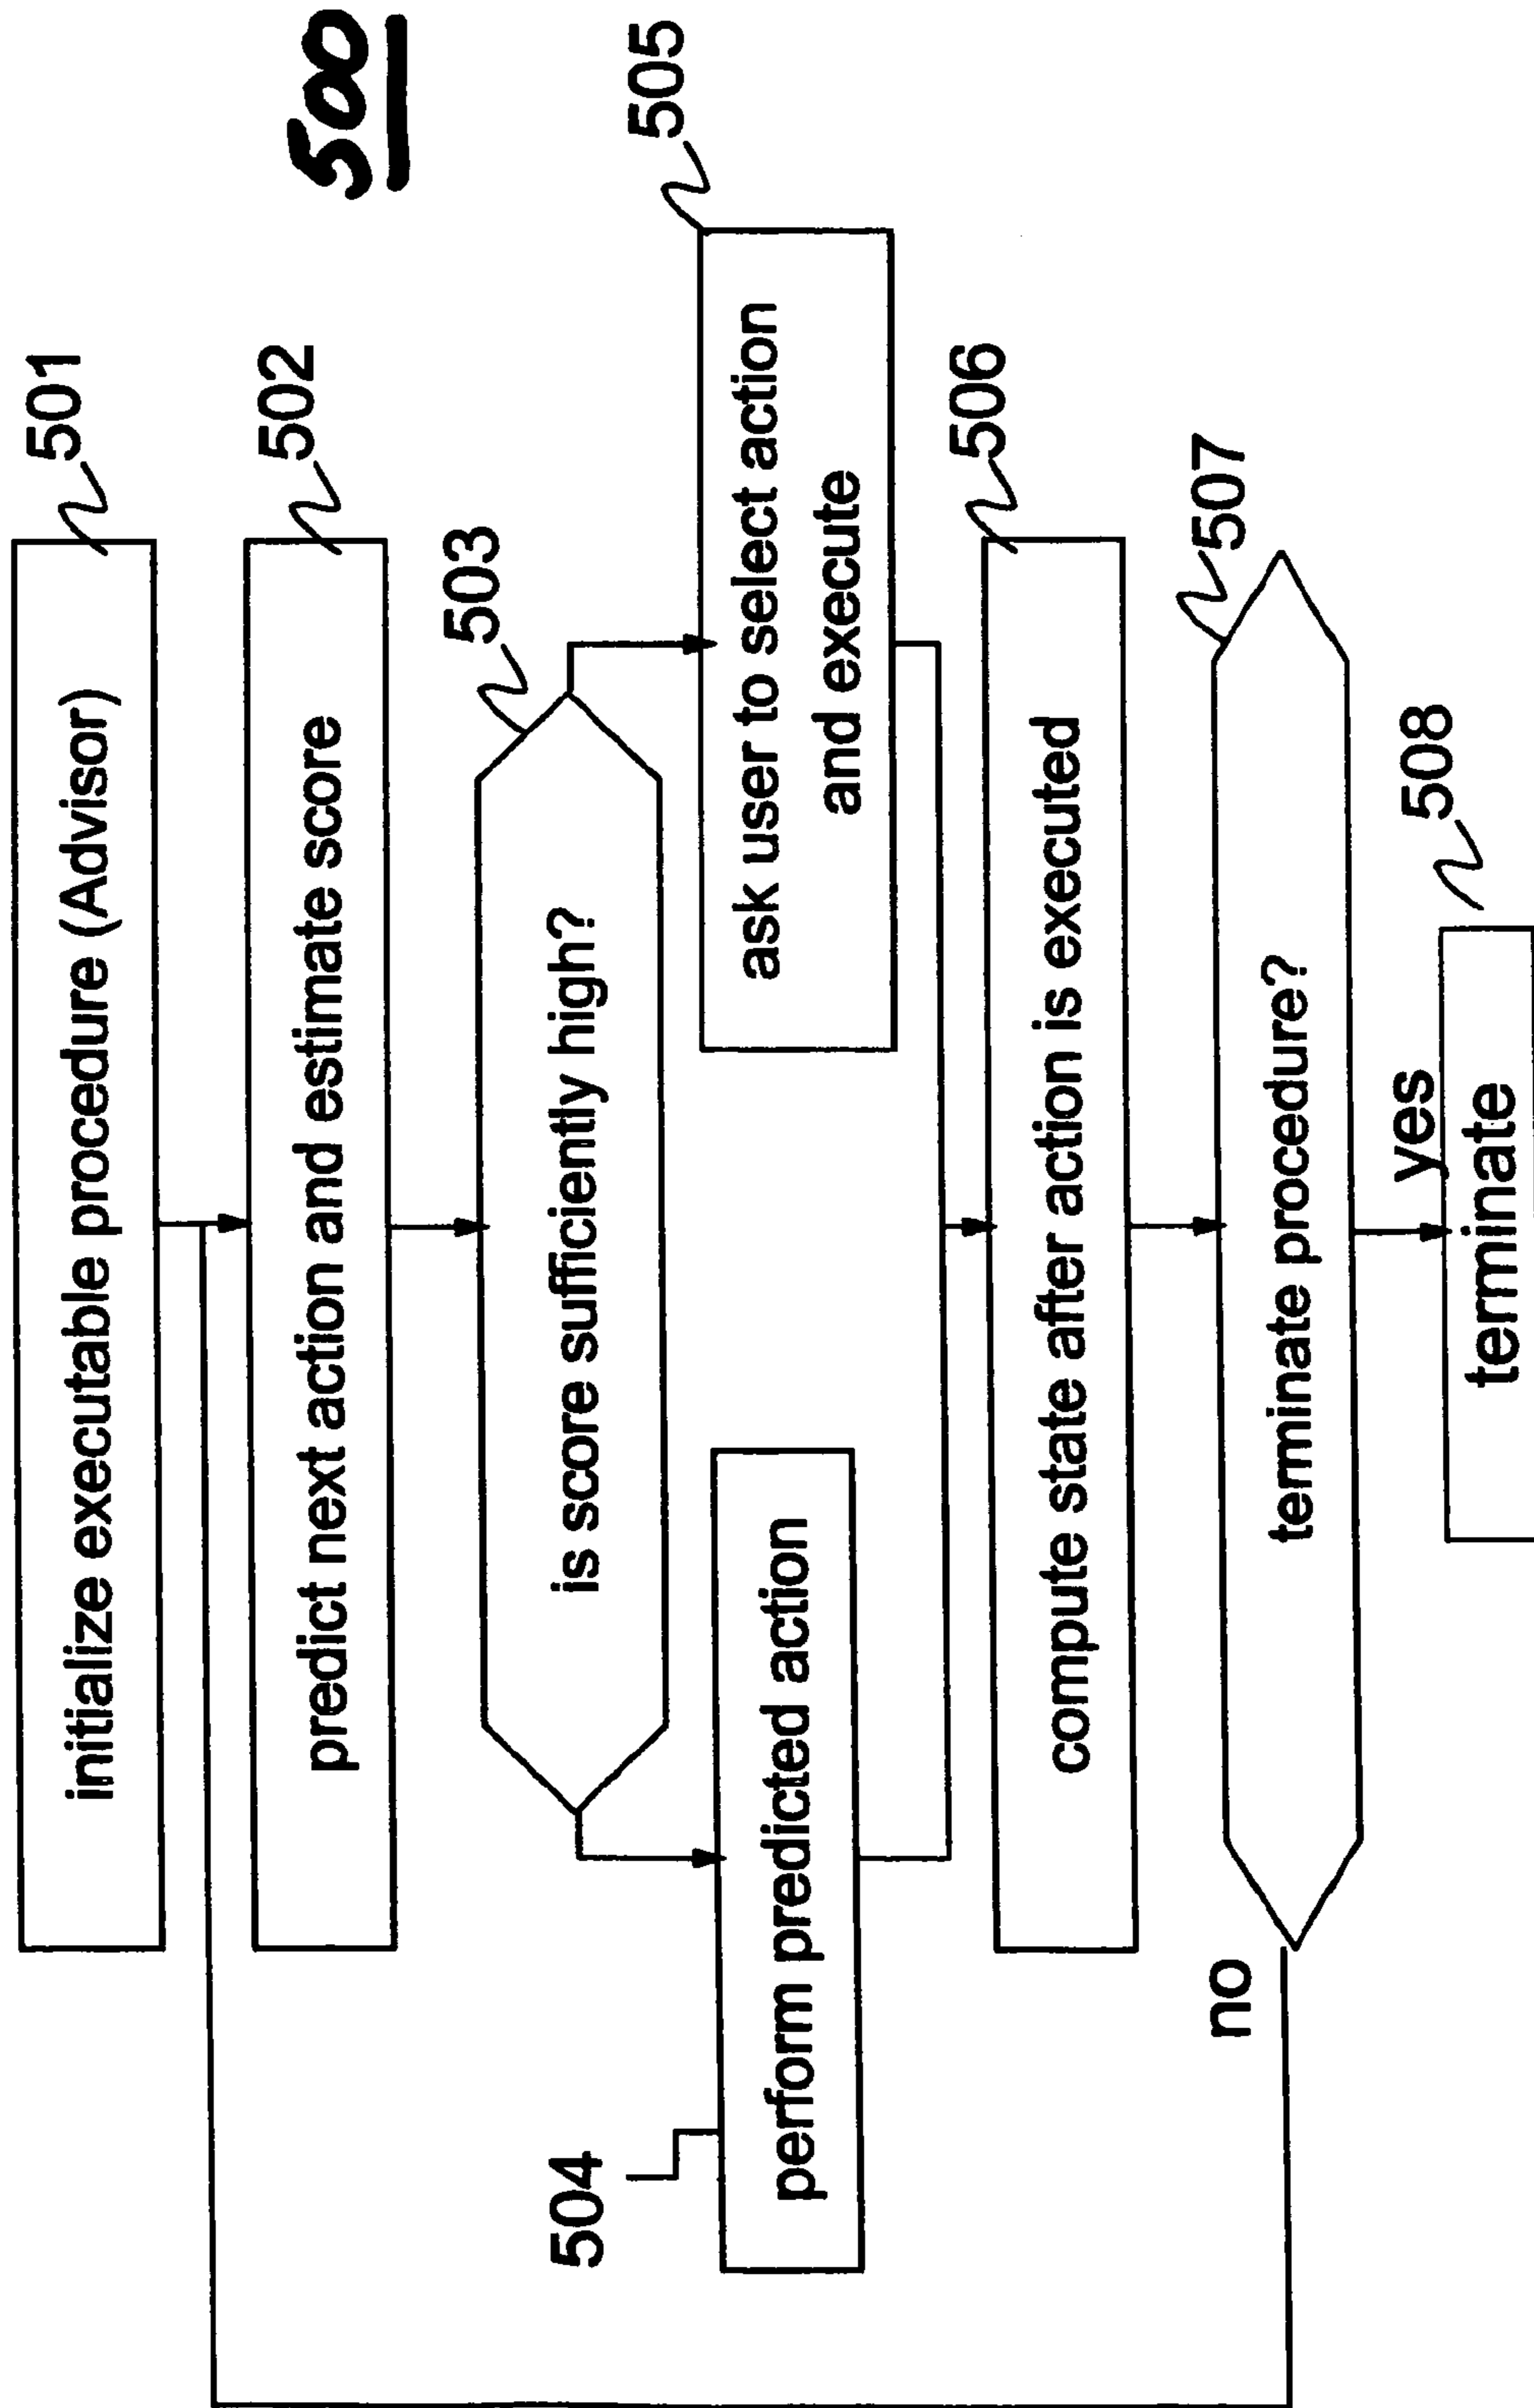 500
initialize executable procedure (Advisor)
501
predict next action and estimate score
502
503
is score sufficiently high?
504
perform predicted action
505
ask user to select action
and execute
506
compute state after action is executed
507
terminate procedure?
no
yes
508
terminate